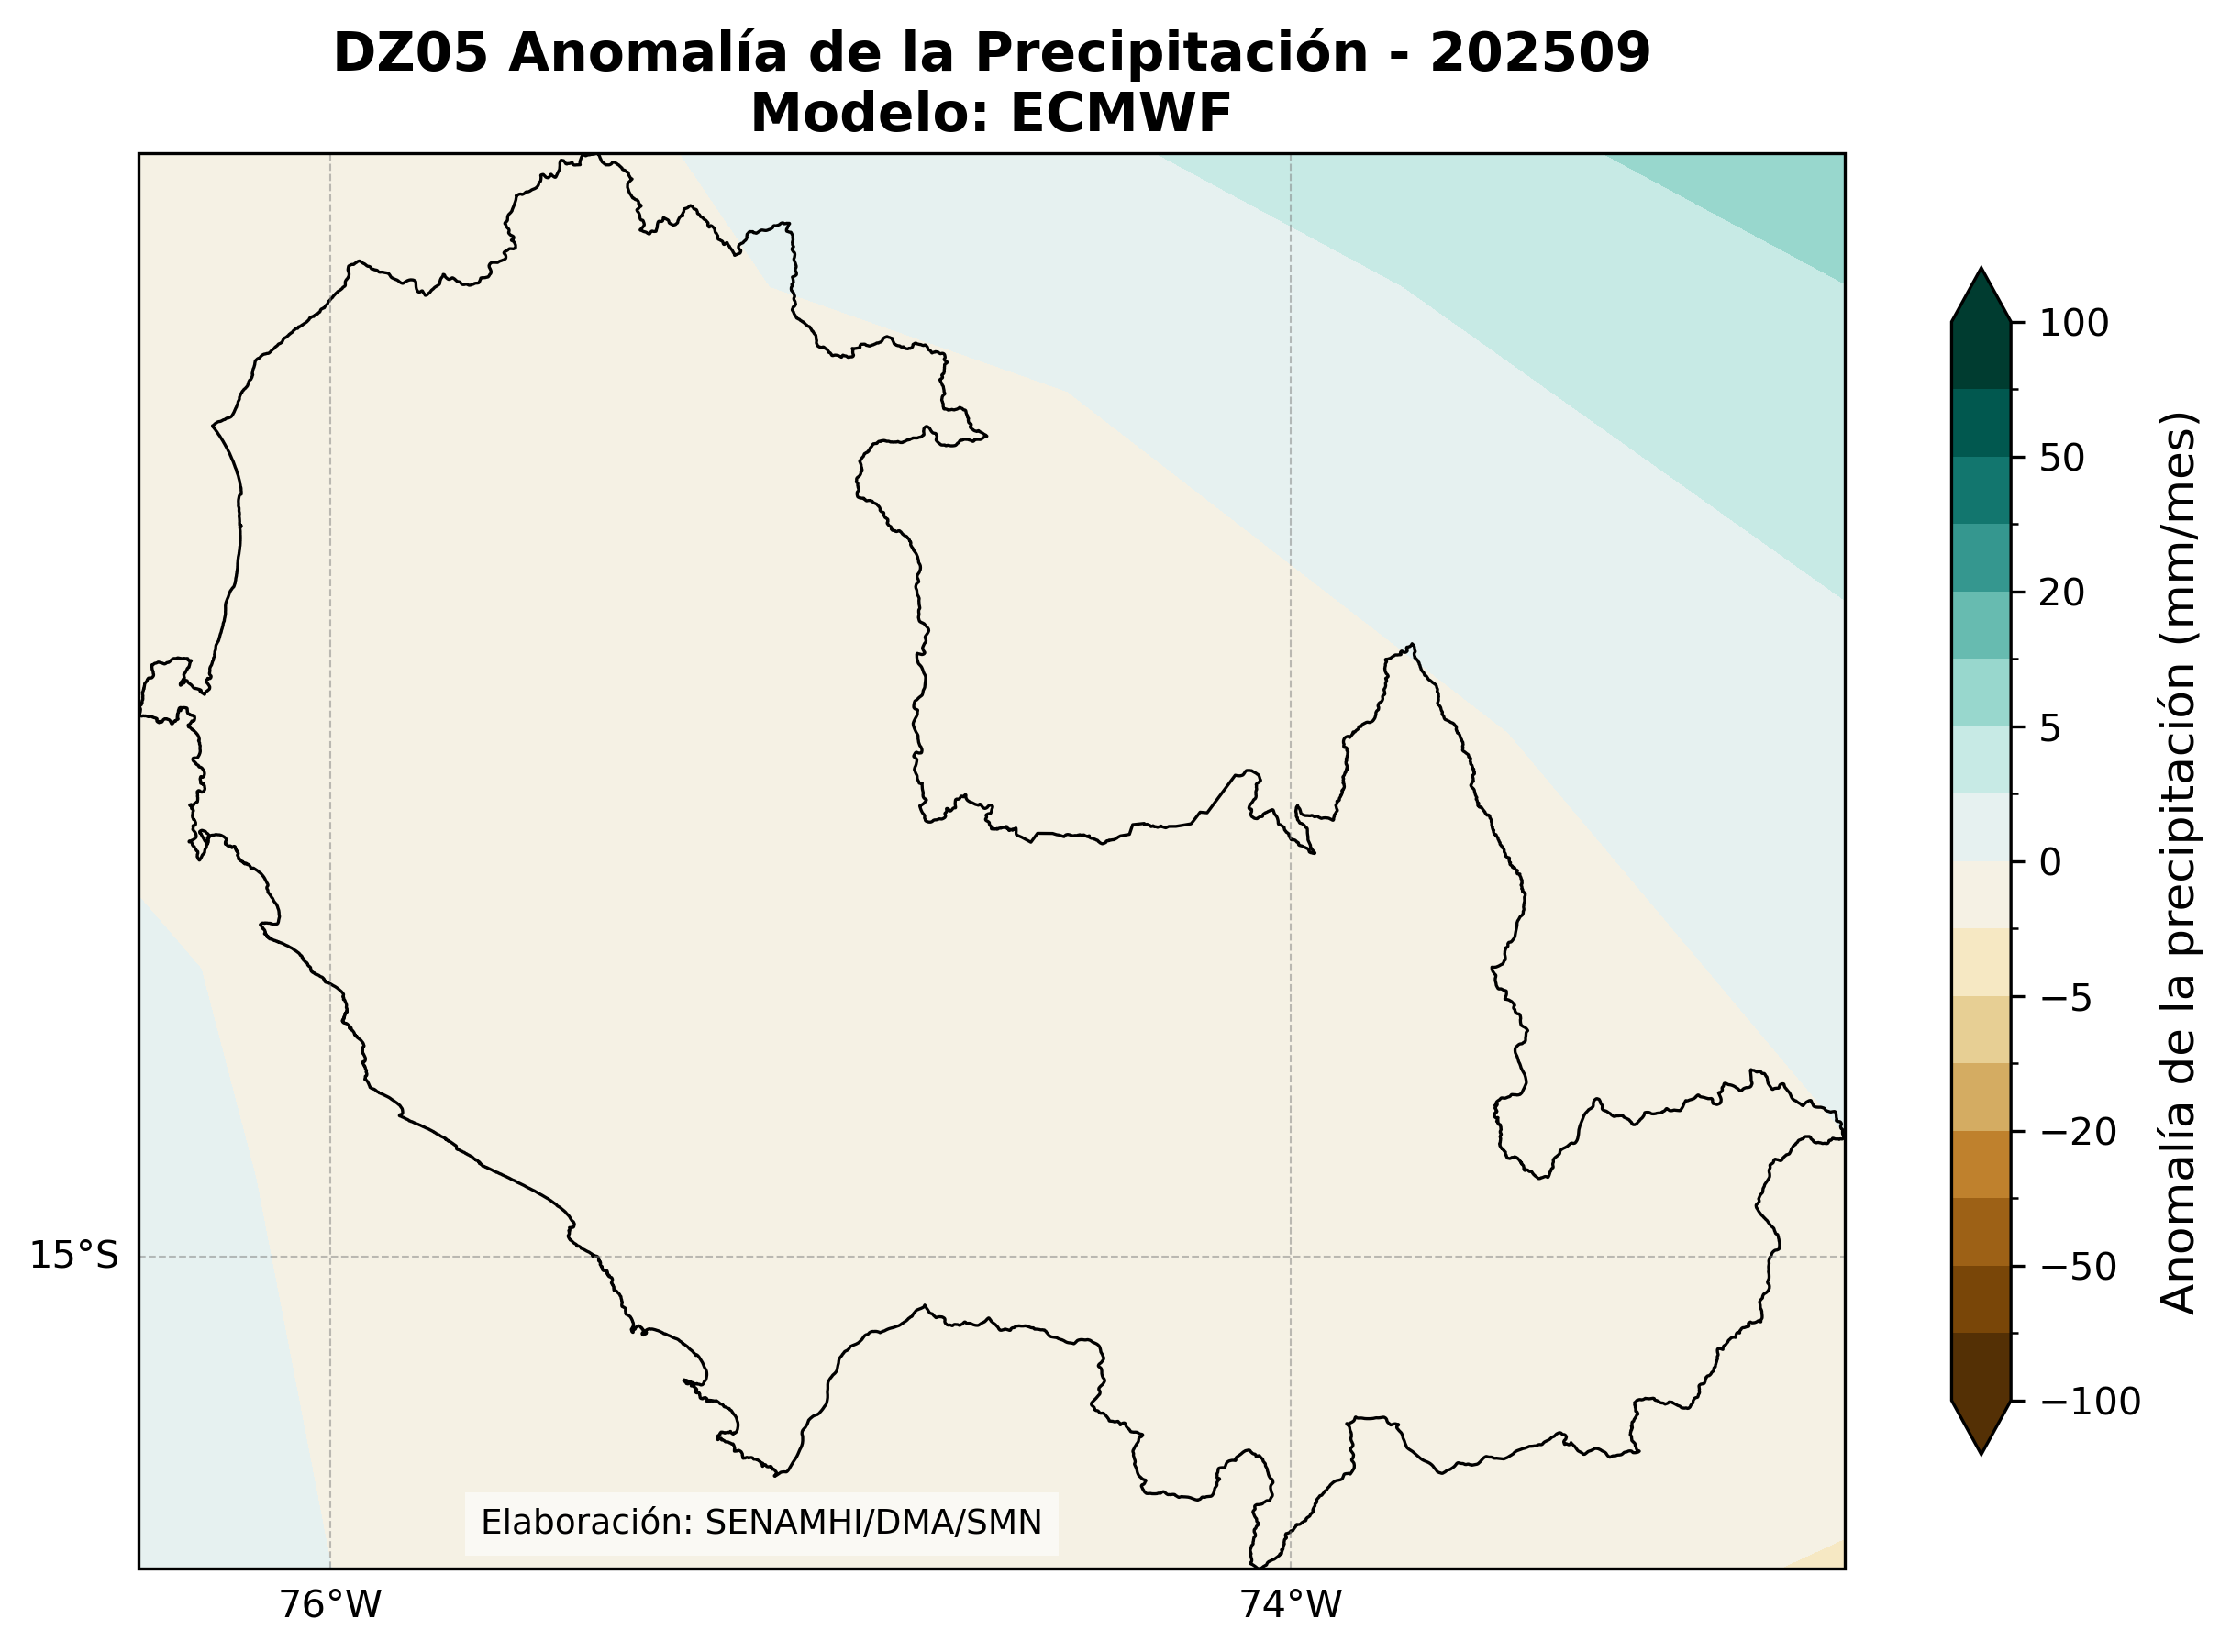 DZ05 Anomalía de la Precipitación - 202509
Modelo: ECMWF
100
50
20
5
0
−5
−20
−50
−100
Anomalía de la precipitación (mm/mes)
15°S
Elaboración: SENAMHI/DMA/SMN
76°W
74°W